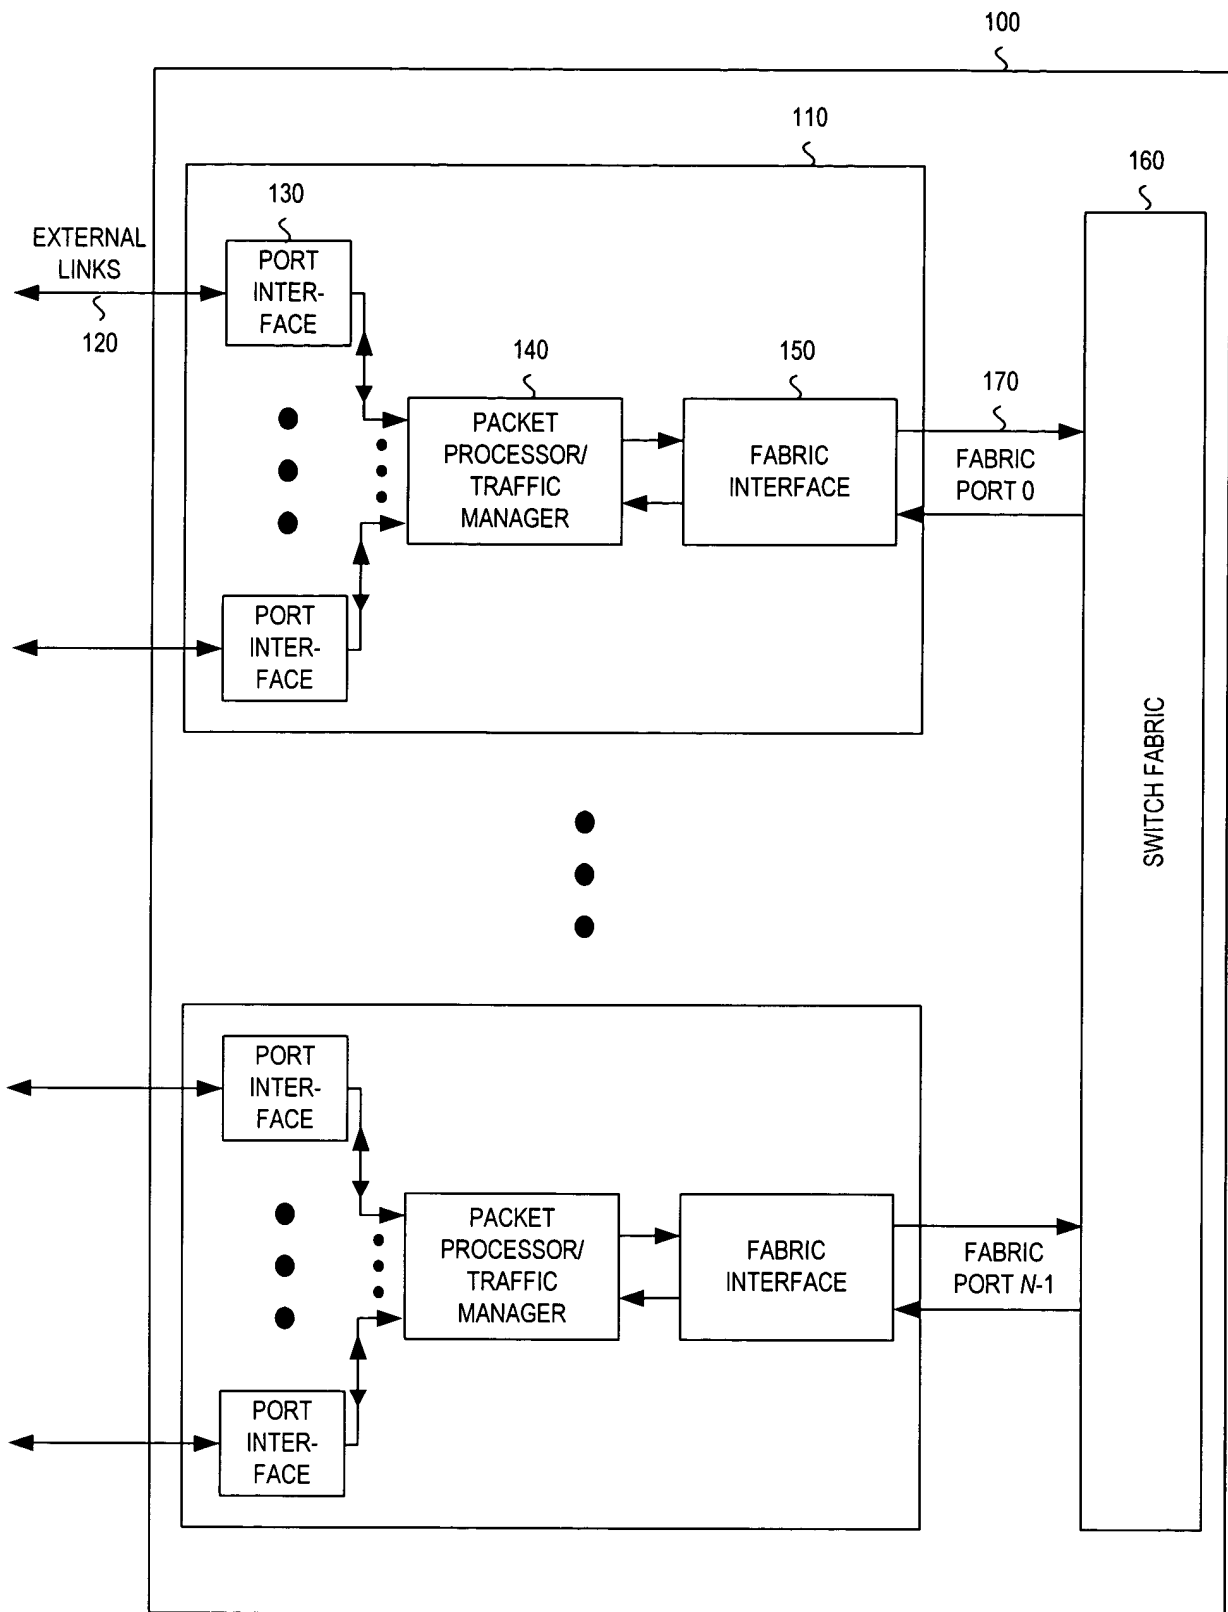 100
110
160
130
EXTERNAL
LINKS
120
PORT
INTER-
FACE
140
150
170
PACKET
PROCESSOR/
TRAFFIC
MANAGER
FABRIC
INTERFACE
FABRIC
PORT 0
PORT
INTER-
FACE
SWITCH FABRIC
PORT
INTER-
FACE
PACKET
PROCESSOR/
TRAFFIC
MANAGER
FABRIC
INTERFACE
FABRIC
PORT N-1
PORT
INTER-
FACE